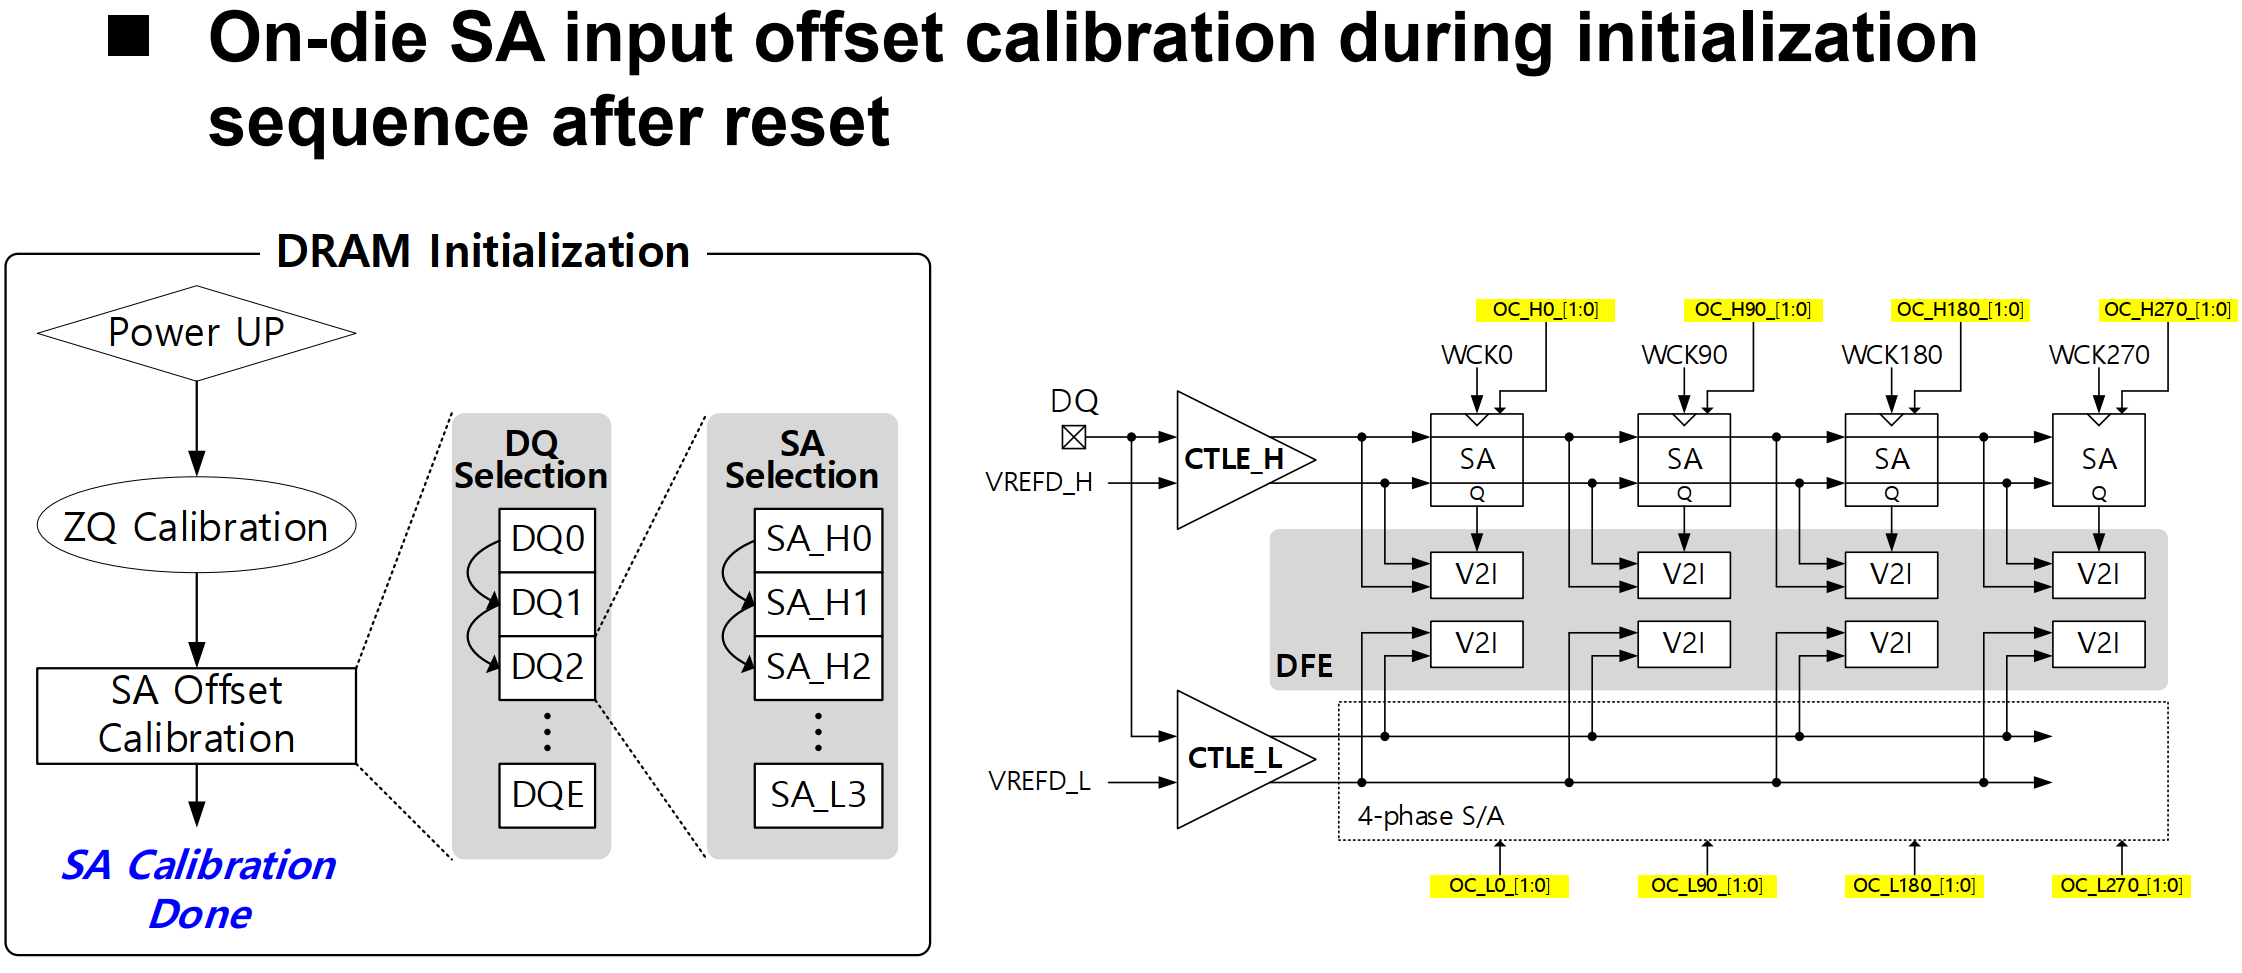 ■ On-die SA input offset calibration during initialization
sequence after reset
DRAM Initialization
Power UP
ZQ Calibration
SA Offset
Calibration
SA Calibration
Done
DQ
Selection
DQ0
DQ1
DQ2
DQE
SA
Selection
SA_H0
SA_H1
SA_H2
SA_L3
OC_H0_[1:0] OC_H90_[1:0] OC_H180_[1:0] OC_H270_[1:0]
WCK0 WCK90 WCK180 WCK270
DQ
VREFD_H
CTLE_H
SA SA SA SA
Q Q Q Q
V2I V2I V2I V2I
V2I V2I V2I V2I
DFE
CTLE_L
VREFD_L
4-phase S/A
OC_L0_[1:0] OC_L90_[1:0] OC_L180_[1:0] OC_L270_[1:0]